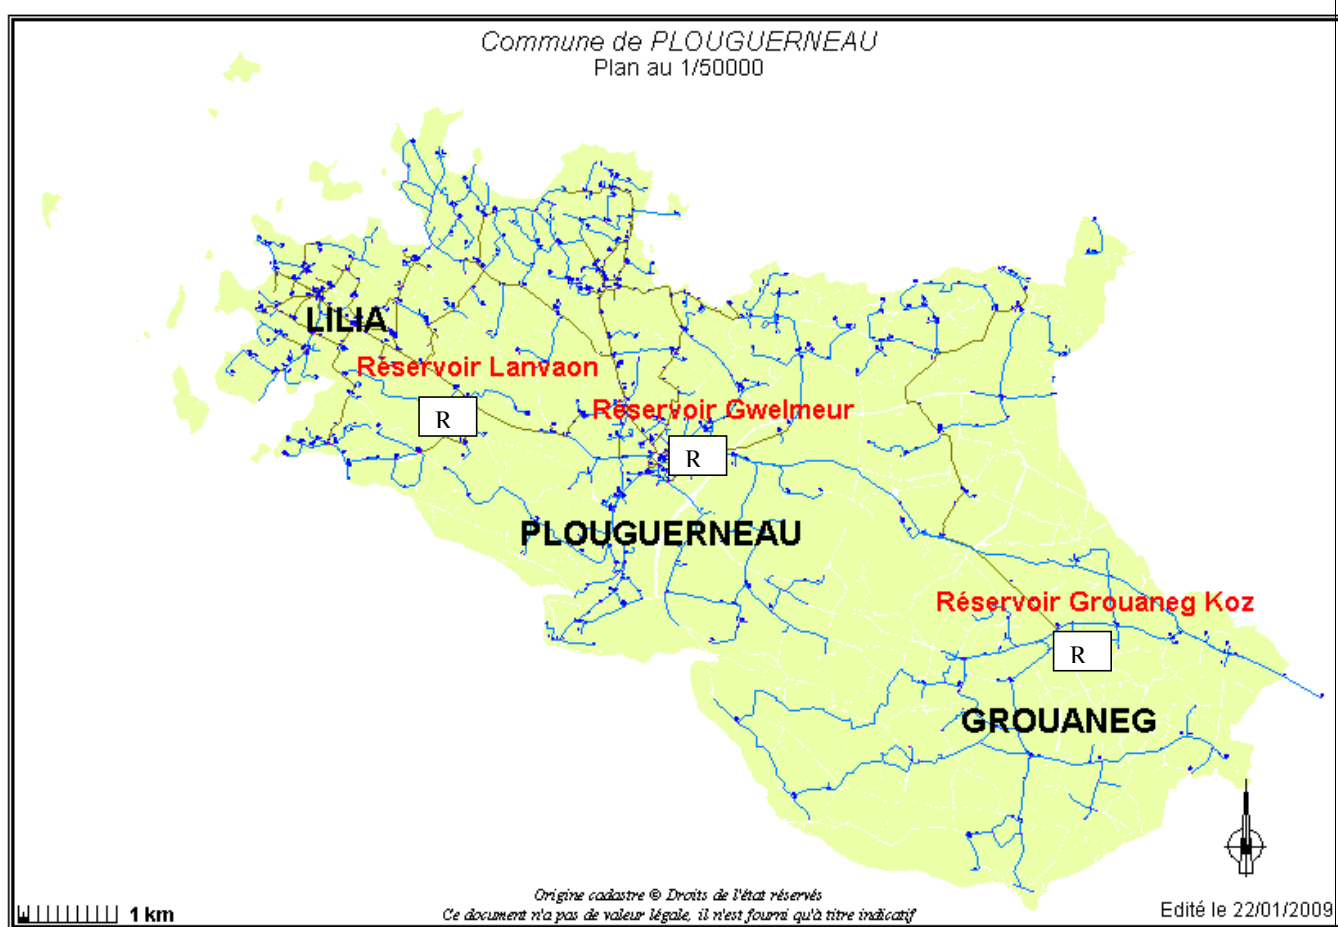 Commune de PLOUGUERNEAU
Plan au 1/50000
LILIA
Réservoir Lanvaon
R
Réservoir Gwelmeur
R
PLOUGUERNEAU
Réservoir Grouaneg Koz
R
GROUANEG
1 km
Origine cadastre © Droits de l'état réservés
Ce document n'a pas de valeur légale, il n'est fourni qu'à titre indicatif
Edité le 22/01/2009